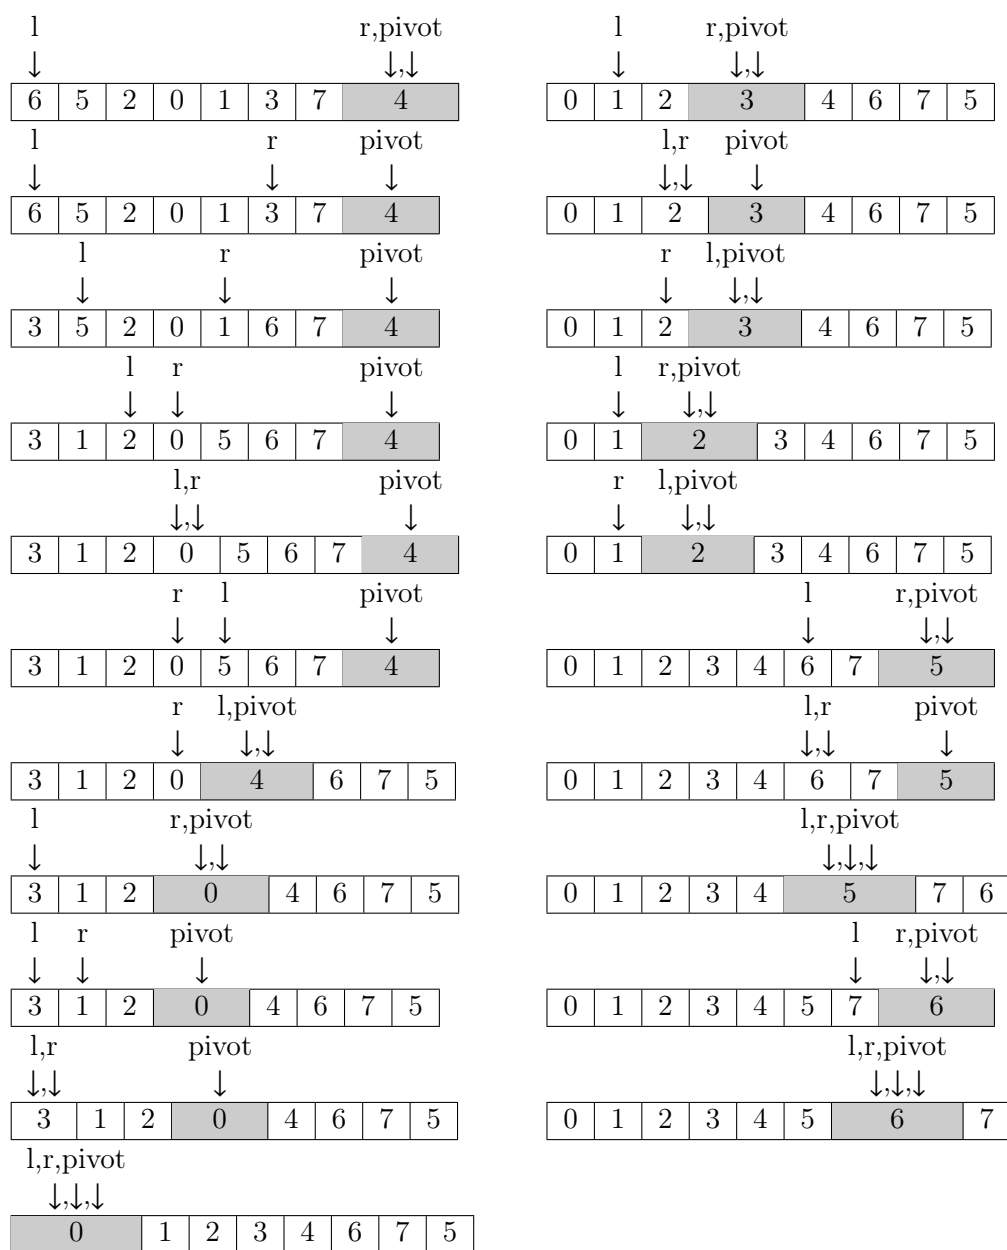 l r,pivot
↓ ↓,↓
6 5 2 0 1 3 7 4
l r pivot
↓ ↓ ↓
6 5 2 0 1 3 7 4
l r pivot
↓ ↓ ↓
3 5 2 0 1 6 7 4
l r pivot
↓ ↓ ↓
3 1 2 0 5 6 7 4
l,r pivot
↓,↓ ↓
3 1 2 0 5 6 7 4
r l pivot
↓ ↓ ↓
3 1 2 0 5 6 7 4
r l,pivot
↓ ↓,↓
3 1 2 0 4 6 7 5
l r,pivot
↓ ↓,↓
3 1 2 0 4 6 7 5
l r pivot
↓ ↓ ↓
3 1 2 0 4 6 7 5
l,r pivot
↓,↓ ↓
3 1 2 0 4 6 7 5
l,r,pivot
↓,↓,↓
0 1 2 3 4 6 7 5
l r,pivot
↓ ↓,↓
0 1 2 3 4 6 7 5
l,r pivot
↓,↓ ↓
0 1 2 3 4 6 7 5
r l,pivot
↓ ↓,↓
0 1 2 3 4 6 7 5
l r,pivot
↓ ↓,↓
0 1 2 3 4 6 7 5
r l,pivot
↓ ↓,↓
0 1 2 3 4 6 7 5
l r,pivot
↓ ↓,↓
0 1 2 3 4 6 7 5
l,r pivot
↓,↓ ↓
0 1 2 3 4 6 7 5
l,r,pivot
↓,↓,↓
0 1 2 3 4 5 7 6
l r,pivot
↓ ↓,↓
0 1 2 3 4 5 7 6
l,r,pivot
↓,↓,↓
0 1 2 3 4 5 6 7